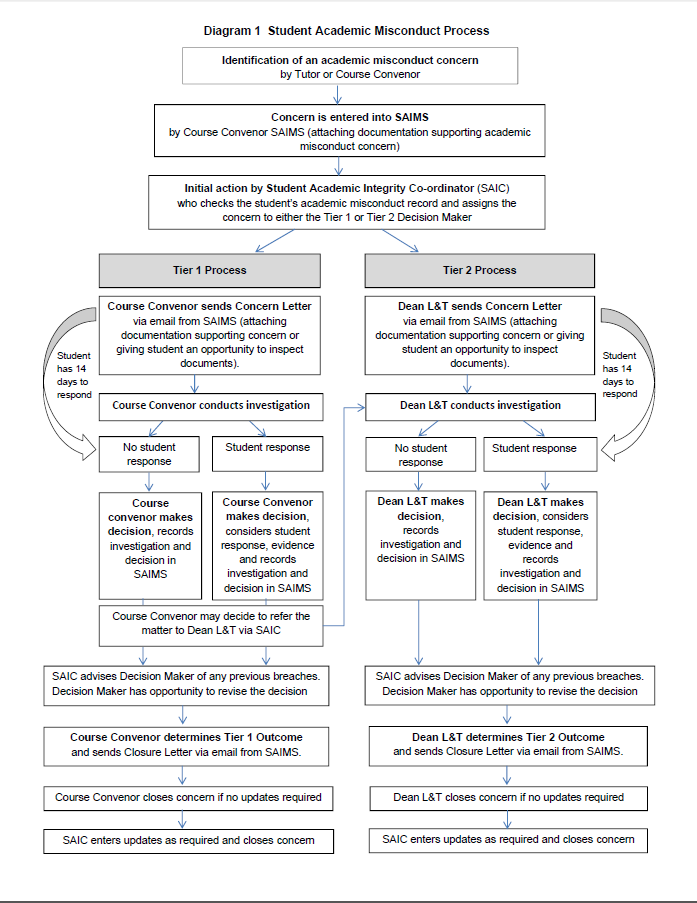 Diagram 1 Student Academic Misconduct Process
Identification of an academic misconduct concern
by Tutor or Course Convenor
Concern is entered into SAIMS
by Course Convenor SAIMS (attaching documentation supporting academic
misconduct concern)
Initial action by Student Academic Integrity Co-ordinator (SAIC)
who checks the student's academic misconduct record and assigns the
concern to either the Tier 1 or Tier 2 Decision Maker
Tier 1 Process
Tier 2 Process
Course Convenor sends Concern Letter
via email from SAIMS (attaching
documentation supporting concern or
giving student an opportunity to inspect
documents).
Dean L&T sends Concern Letter
via email from SAIMS (attaching
documentation supporting concern or giving
student an opportunity to inspect
documents).
Student
has 14
days to
respond
Student
has 14
days to
respond
Course Convenor conducts investigation
Dean L&T conducts investigation
No student
response
Student response
No student
response
Student response
Course
convenor makes
decision, records
investigation and
decision in
SAIMS
Course Convenor
makes decision,
considers student
response, evidence
and records
investigation and
decision in SAIMS
Dean L&T makes
decision,
records
investigation and
decision in SAIMS
Dean L&T makes
decision, considers
student response,
evidence and
records
investigation and
decision in SAIMS
Course Convenor may decide to refer the
matter to Dean L&T via SAIC
SAIC advises Decision Maker of any previous breaches.
Decision Maker has opportunity to revise the decision
SAIC advises Decision Maker of any previous breaches.
Decision Maker has opportunity to revise the decision
Course Convenor determines Tier 1 Outcome
and sends Closure Letter via email from SAIMS.
Dean L&T determines Tier 2 Outcome
and sends Closure Letter via email from SAIMS.
Course Convenor closes concern if no updates required
Dean L&T closes concern if no updates required
SAIC enters updates as required and closes concern
SAIC enters updates as required and closes concern